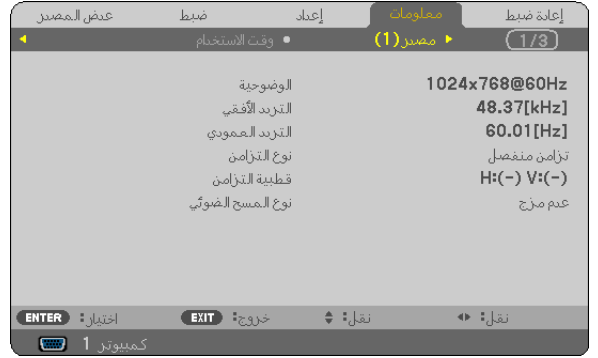 إعادة ضبط معلومات إعداد ضبط عرض المصدر
(1/3) مصدر(1) وقت الاستخدام
الوضوحية 1024x768@60Hz
التردد الأفقي 48.37[kHz]
التردد العمودي 60.01[Hz]
نوع التزامن تزامن منفصل
قطبية التزامن H:(-) V:(-)
نوع المسح الضوئي عدم مزج
نقل: نقل: خروج: EXIT اختيار: ENTER
كمبيوتر 1